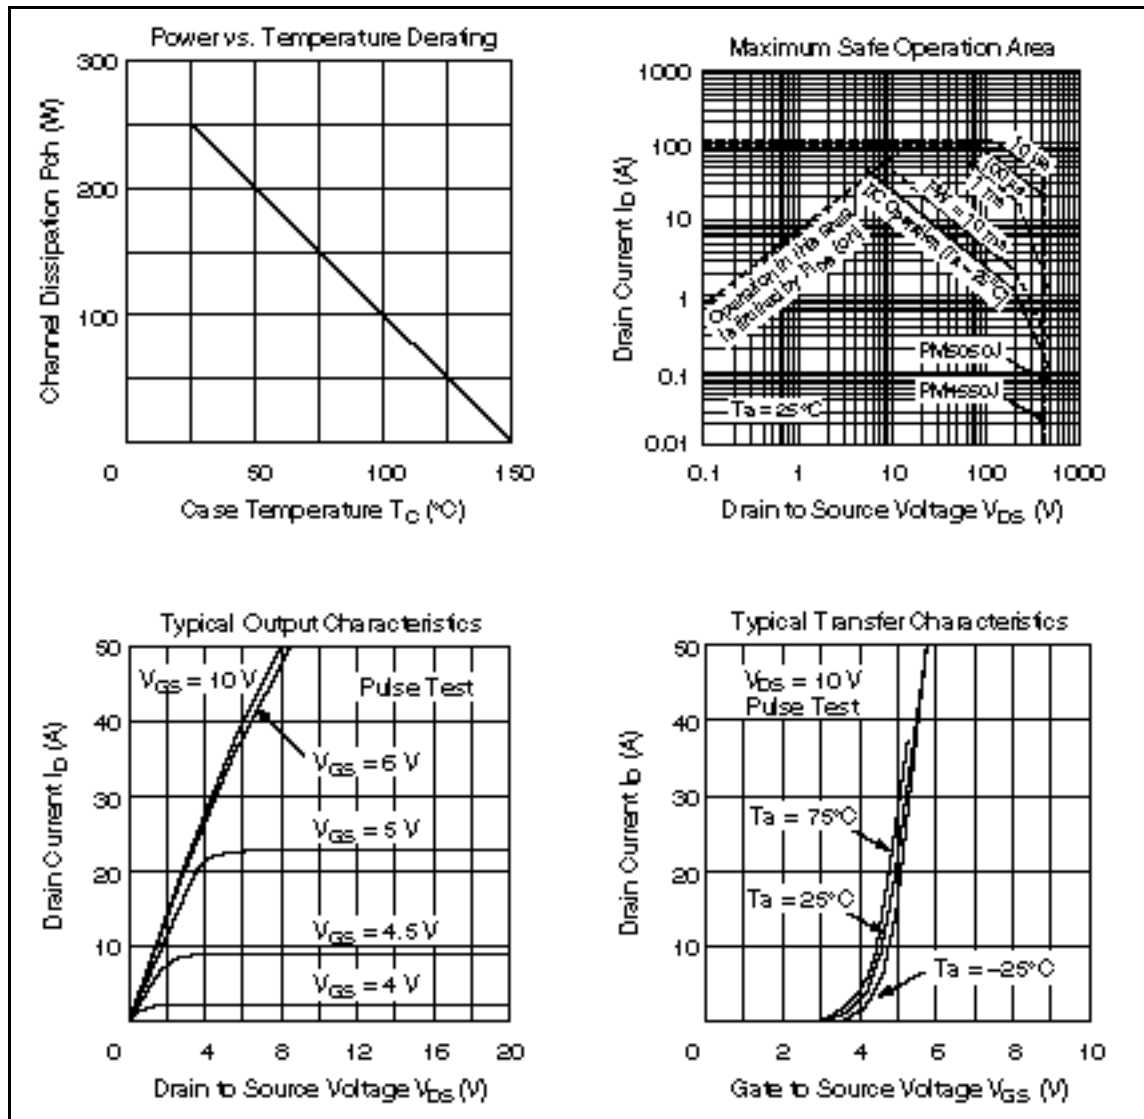 Power vs. Temperature Derating
300
200
100
0
50
100
150
Channel Dissipation Pch (W)
Case Temperature TC (°C)
Maximum Safe Operation Area
1000
100
10
1
0.1
0.01
0.1
1
10
100
1000
Drain Current ID (A)
10 µs
100 µs
1 ms
PW = 10 ms
DC Operation (TC = 25°C)
Operation in this area
is limited by RDS (on)
Ta = 25°C
Drain to Source Voltage VDS (V)
Typical Output Characteristics
50
40
30
20
10
0
4
8
12
16
20
VGS = 10 V
Pulse Test
VGS = 6 V
VGS = 5 V
VGS = 4.5 V
VGS = 4 V
Drain Current ID (A)
Drain to Source Voltage VDS (V)
Typical Transfer Characteristics
50
40
30
20
10
0
2
4
6
8
10
VDS = 10 V
Pulse Test
Ta = 75°C
Ta = 25°C
Ta = –25°C
Drain Current ID (A)
Gate to Source Voltage VGS (V)